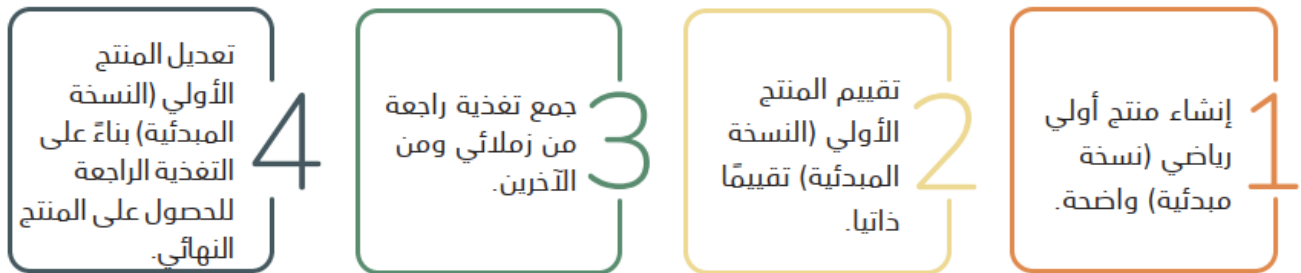 1
إنشاء منتج أولي
رياضي (نسخة
مبدئية) واضحة.
2
تقييم المنتج
الأولي (النسخة
المبدئية) تقييمًا
ذاتيا.
3
جمع تغذية راجعة
من زملائي ومن
الآخرين.
4
تعديل المنتج
الأولي (النسخة
المبدئية) بناءً على
التغذية الراجعة
للحصول على المنتج
النهائي.